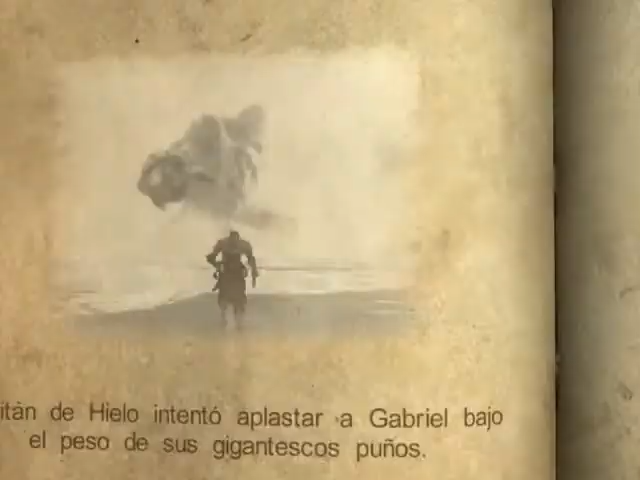 itán de Hielo intentó aplastar a Gabriel bajo
el peso de sus gigantescos puños.